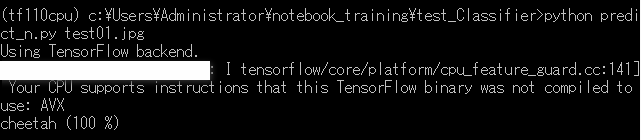 (tf110cpu) c:¥Users¥Administrator¥notebook_training¥test_Classifier>python predi
ct_n.py test01.jpg
Using TensorFlow backend.
: I tensorflow/core/platform/cpu_feature_guard.cc:141]
Your CPU supports instructions that this TensorFlow binary was not compiled to
use: AVX
cheetah (100 %)